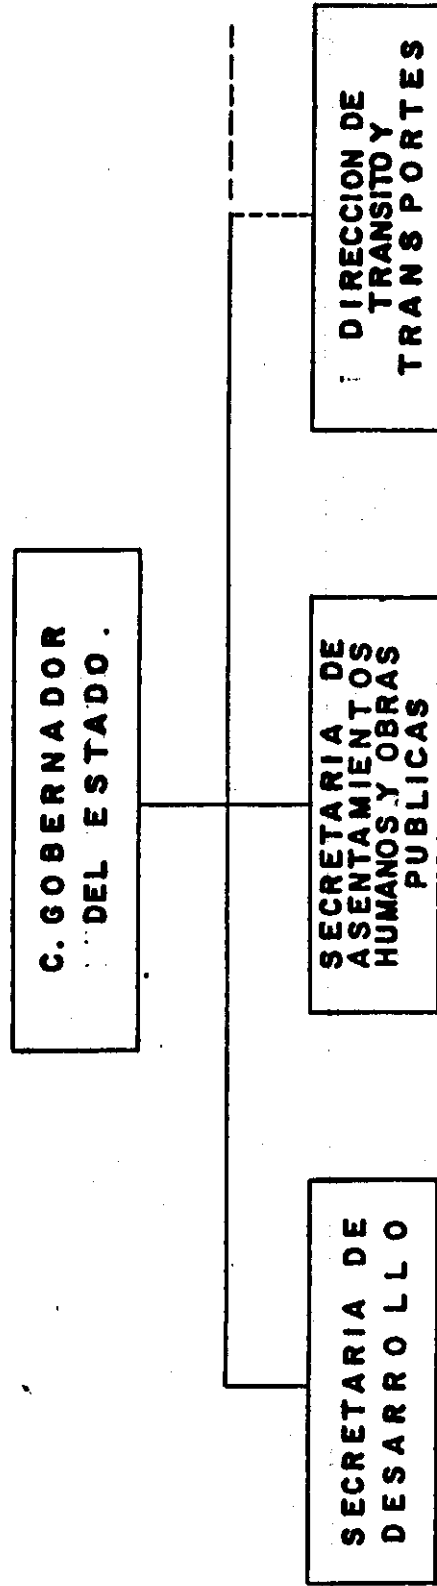 C. GOBERNADOR
DEL ESTADO.
SECRETARIA DE
DESARROLLO
SECRETARIA DE
ASENTAMIENTOS
HUMANOS Y OBRAS
PUBLICAS
DIRECCION DE
TRANSITO Y
TRANSPORTES